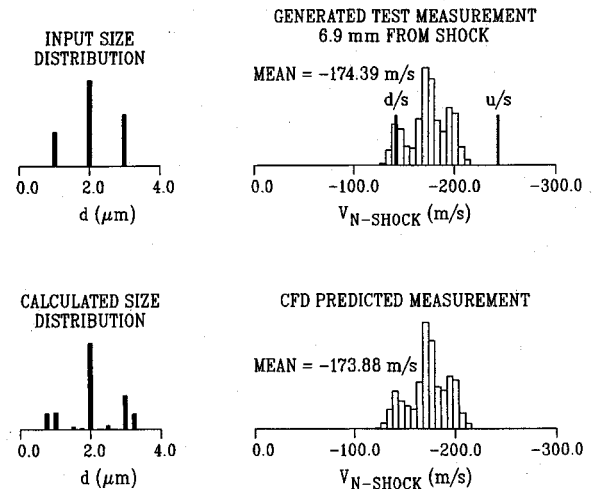 INPUT SIZE
DISTRIBUTION
0.0 2.0 4.0
d (μm)
GENERATED TEST MEASUREMENT
6.9 mm FROM SHOCK
MEAN = −174.39 m/s
d/s u/s
0.0 −100.0 −200.0 −300.0
V_N−SHOCK (m/s)
CALCULATED SIZE
DISTRIBUTION
0.0 2.0 4.0
d (μm)
CFD PREDICTED MEASUREMENT
MEAN = −173.88 m/s
0.0 −100.0 −200.0 −300.0
V_N−SHOCK (m/s)